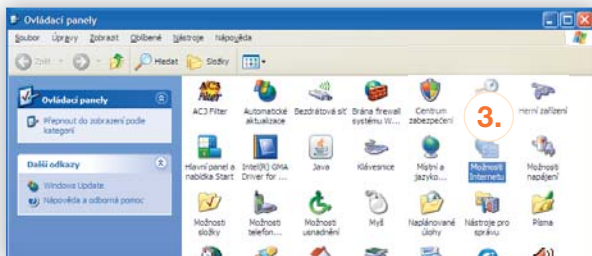 Ovládací panely
Soubor Úpravy Zobrazit Oblíbené Nástroje Nápověda
Zpět Hledat Složky
Ovládací panely
Přepnout do zobrazení podle
kategorií
Další odkazy
Windows Update
Nápověda a odborná pomoc
AC3 Filter
Automatické
aktualizace
Bezdrátová síť
Brána firewall
systému W...
Centrum
zabezpečení
3.
Herní zařízení
Hlavní panel a
nabídka Start
Intel(R) GMA
Driver for ...
Java
Klávesnice
Místní a
jazyko...
Možnosti
Internetu
Možnosti
napájení
Možnosti
složky
Možnosti
telefon...
Možnosti
usnadnění
Myš
Naplánované
úlohy
Nástroje pro
správu
Písma